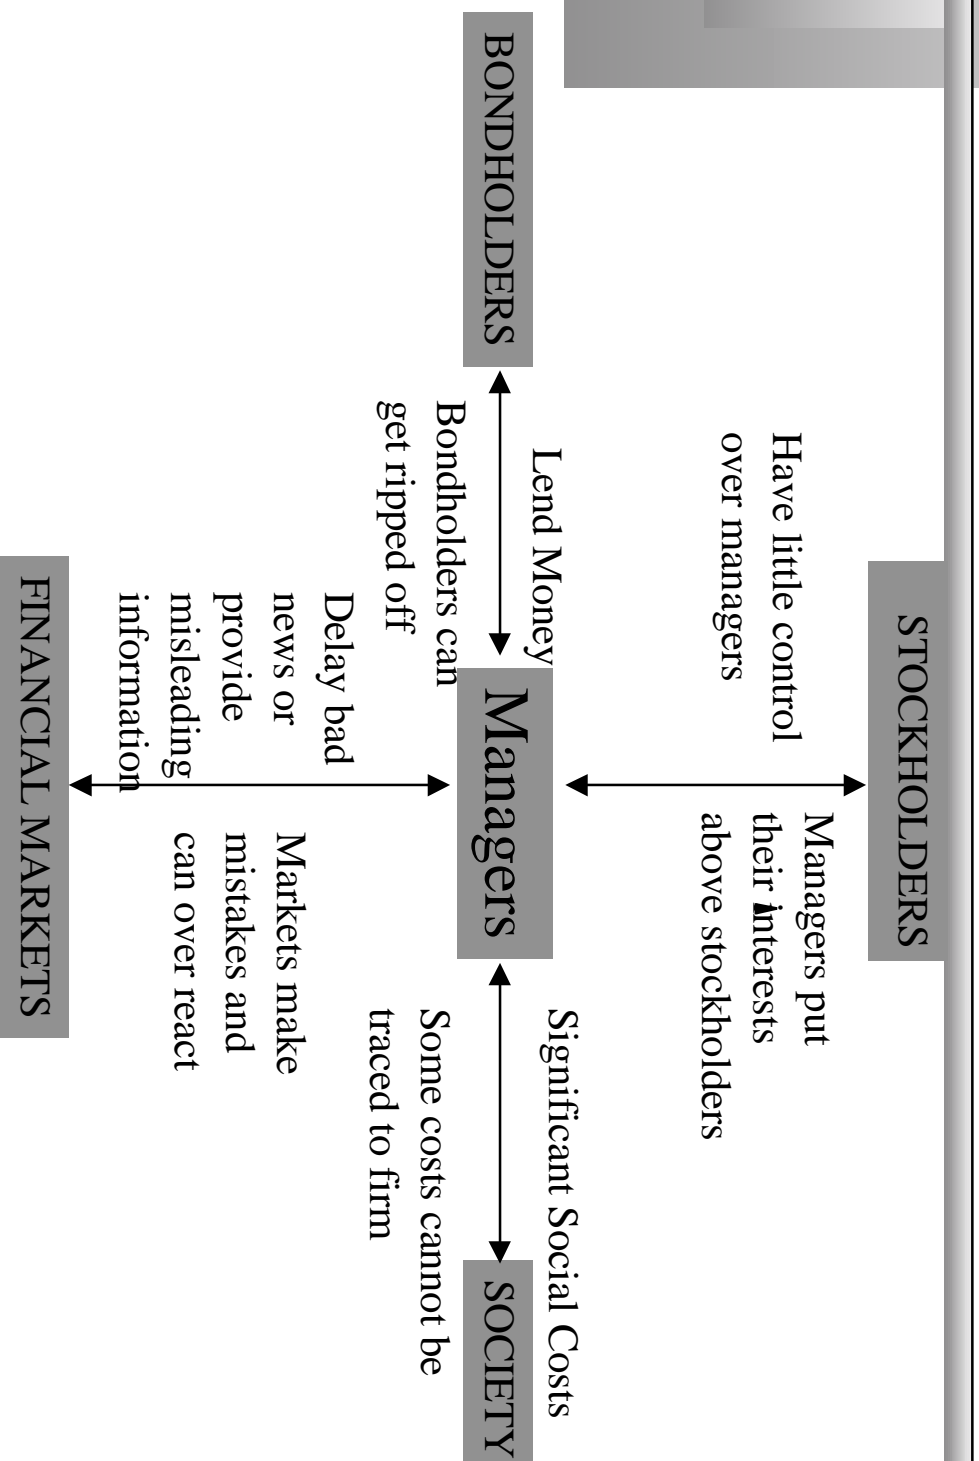 STOCKHOLDERS
Have little control
over managers
Managers put
their interests
above stockholders
BONDHOLDERS
Lend Money
Bondholders can
get ripped off
Managers
Significant Social Costs
Some costs cannot be
traced to firm
SOCIETY
Delay bad
news or
provide
misleading
information
Markets make
mistakes and
can over react
FINANCIAL MARKETS